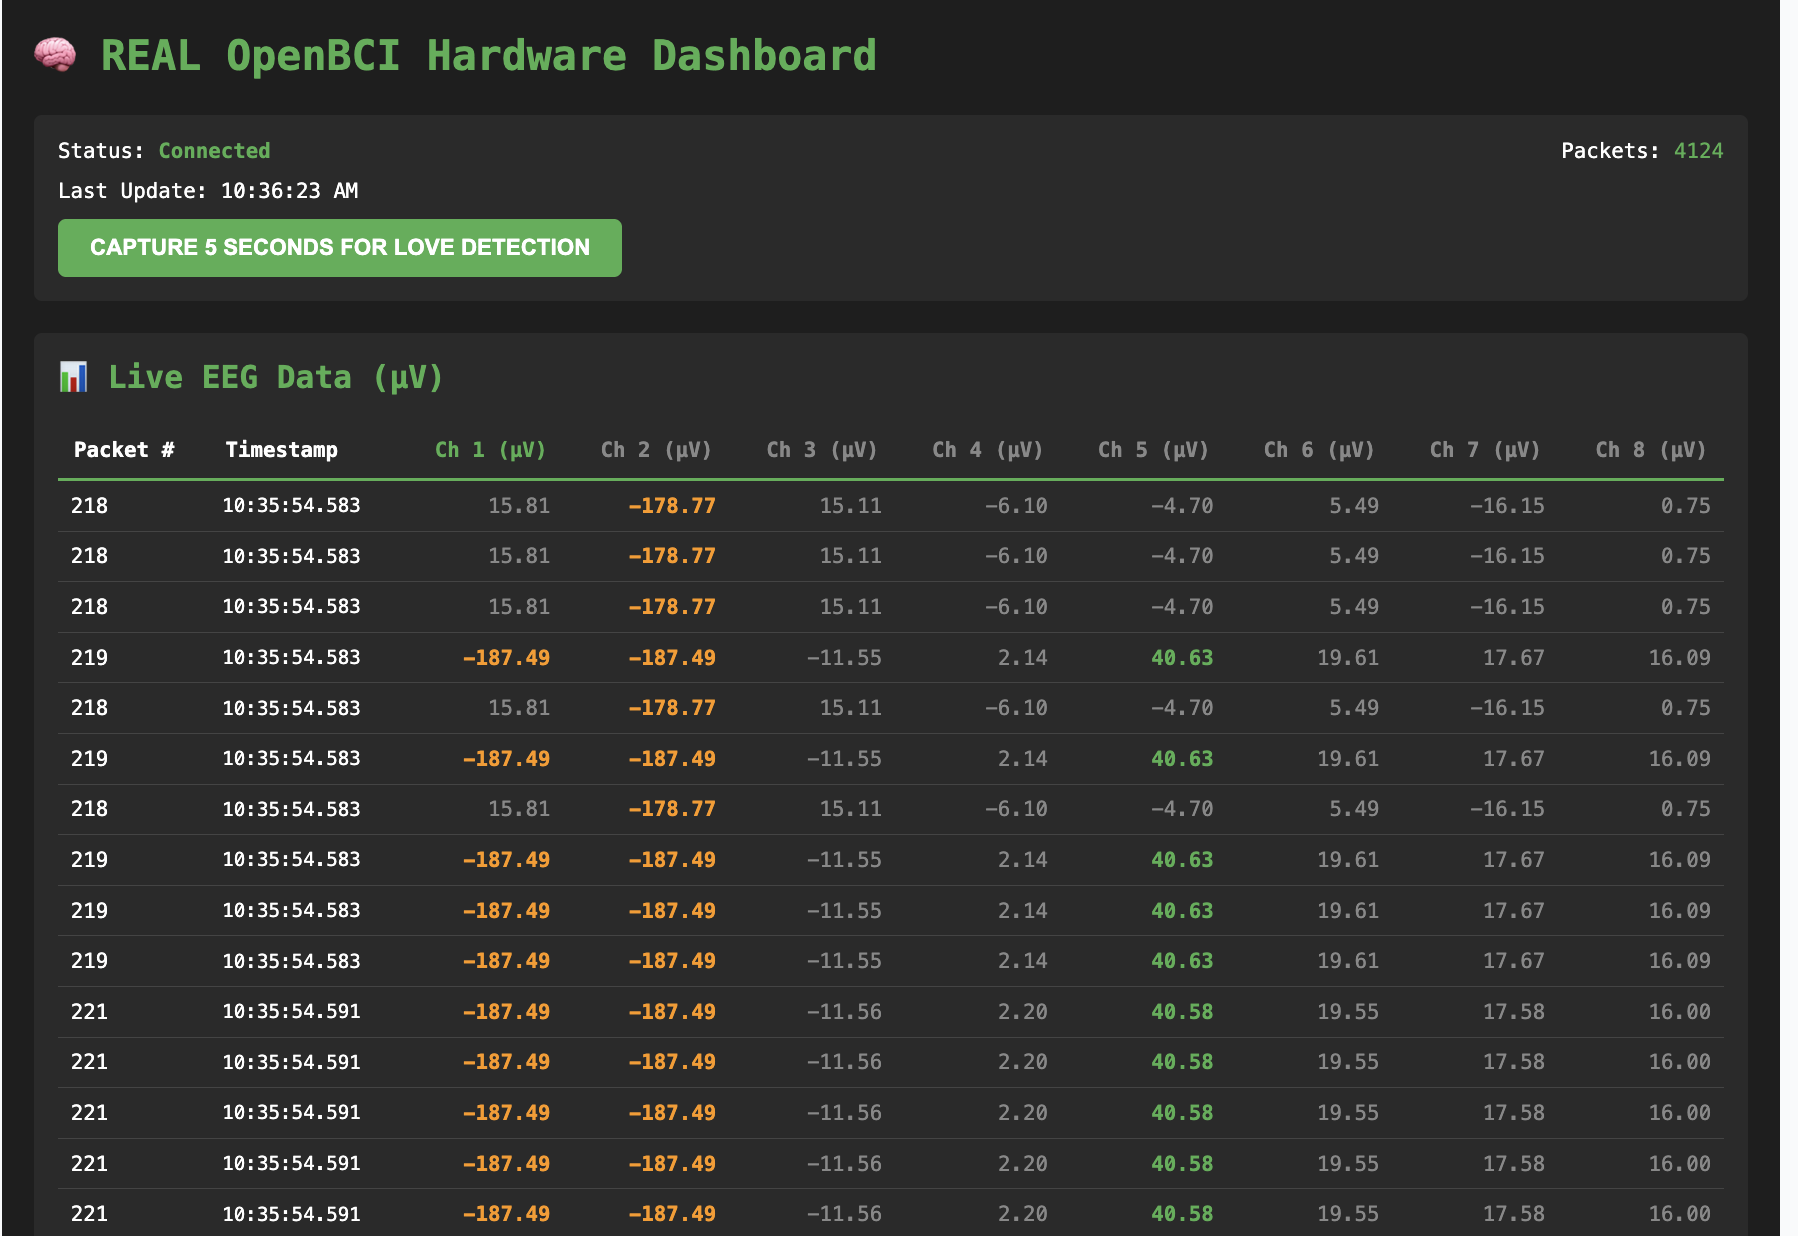 REAL OpenBCI Hardware Dashboard
Status: Connected
Packets: 4124
Last Update: 10:36:23 AM
CAPTURE 5 SECONDS FOR LOVE DETECTION
Live EEG Data (μV)
Packet # Timestamp Ch 1 (μV) Ch 2 (μV) Ch 3 (μV) Ch 4 (μV) Ch 5 (μV) Ch 6 (μV) Ch 7 (μV) Ch 8 (μV)
218 10:35:54.583 15.81 -178.77 15.11 -6.10 -4.70 5.49 -16.15 0.75
218 10:35:54.583 15.81 -178.77 15.11 -6.10 -4.70 5.49 -16.15 0.75
218 10:35:54.583 15.81 -178.77 15.11 -6.10 -4.70 5.49 -16.15 0.75
219 10:35:54.583 -187.49 -187.49 -11.55 2.14 40.63 19.61 17.67 16.09
218 10:35:54.583 15.81 -178.77 15.11 -6.10 -4.70 5.49 -16.15 0.75
219 10:35:54.583 -187.49 -187.49 -11.55 2.14 40.63 19.61 17.67 16.09
218 10:35:54.583 15.81 -178.77 15.11 -6.10 -4.70 5.49 -16.15 0.75
219 10:35:54.583 -187.49 -187.49 -11.55 2.14 40.63 19.61 17.67 16.09
219 10:35:54.583 -187.49 -187.49 -11.55 2.14 40.63 19.61 17.67 16.09
219 10:35:54.583 -187.49 -187.49 -11.55 2.14 40.63 19.61 17.67 16.09
221 10:35:54.591 -187.49 -187.49 -11.56 2.20 40.58 19.55 17.58 16.00
221 10:35:54.591 -187.49 -187.49 -11.56 2.20 40.58 19.55 17.58 16.00
221 10:35:54.591 -187.49 -187.49 -11.56 2.20 40.58 19.55 17.58 16.00
221 10:35:54.591 -187.49 -187.49 -11.56 2.20 40.58 19.55 17.58 16.00
221 10:35:54.591 -187.49 -187.49 -11.56 2.20 40.58 19.55 17.58 16.00